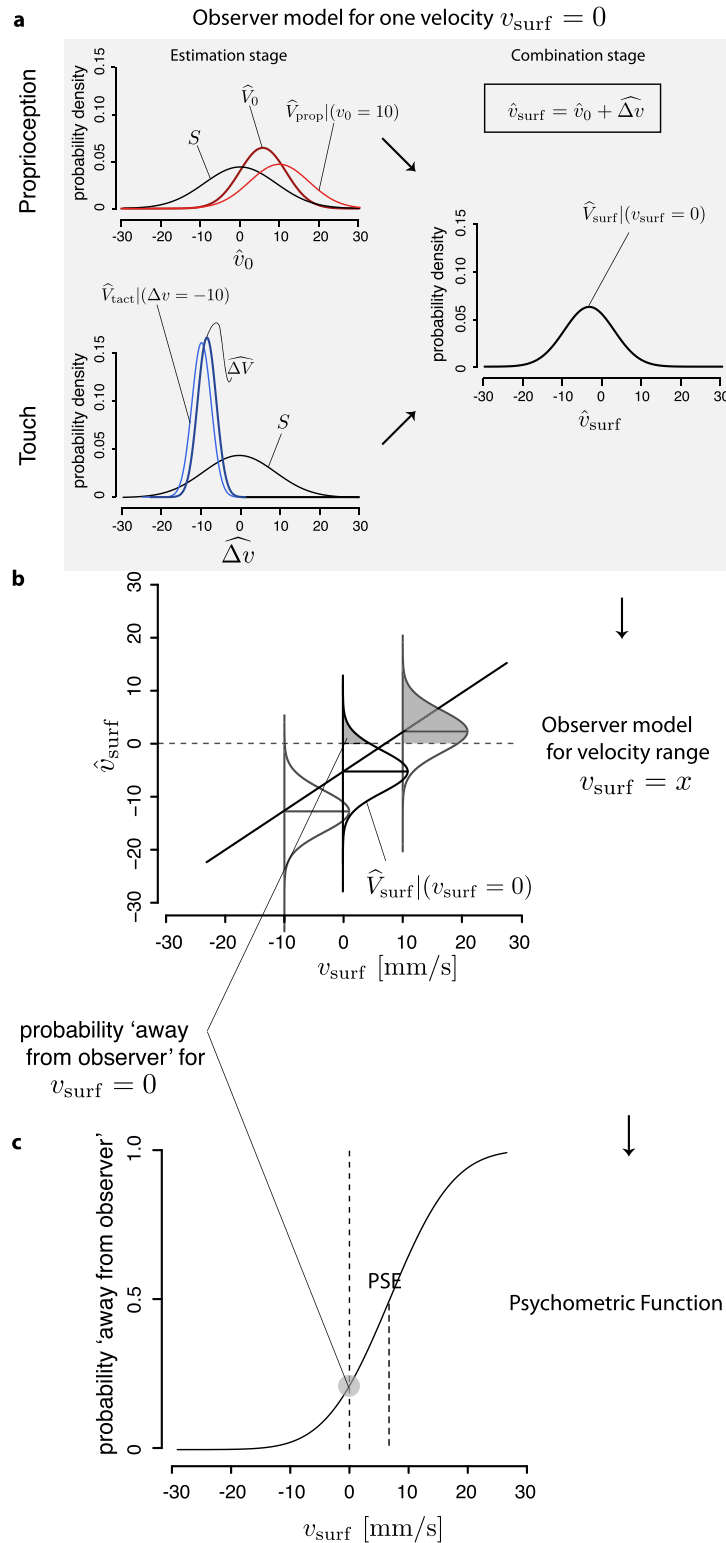 a
Observer model for one velocity v_surf = 0
Estimation stage
Combination stage
Proprioception
probability density
0 0.05 0.10 0.15
V̂_0
V̂_prop|(v_0 = 10)
S
-30 -20 -10 0 10 20 30
v̂_0
v̂_surf = v̂_0 + Δ̂v
V̂_surf|(v_surf = 0)
probability density
0 0.05 0.10 0.15
-30 -20 -10 0 10 20 30
v̂_surf
Touch
V̂_tact|(Δv = −10)
Δ̂V
S
probability density
0 0.05 0.10 0.15
-30 -20 -10 0 10 20 30
Δ̂v
b
v̂_surf
−30 −20 −10 0 10 20 30
Observer model
for velocity range
v_surf = x
V̂_surf|(v_surf = 0)
-30 -20 -10 0 10 20 30
v_surf [mm/s]
probability ‘away
from observer’ for
v_surf = 0
c
probability ‘away from observer’
0 0.5 1.0
PSE
Psychometric Function
-30 -20 -10 0 10 20 30
v_surf [mm/s]